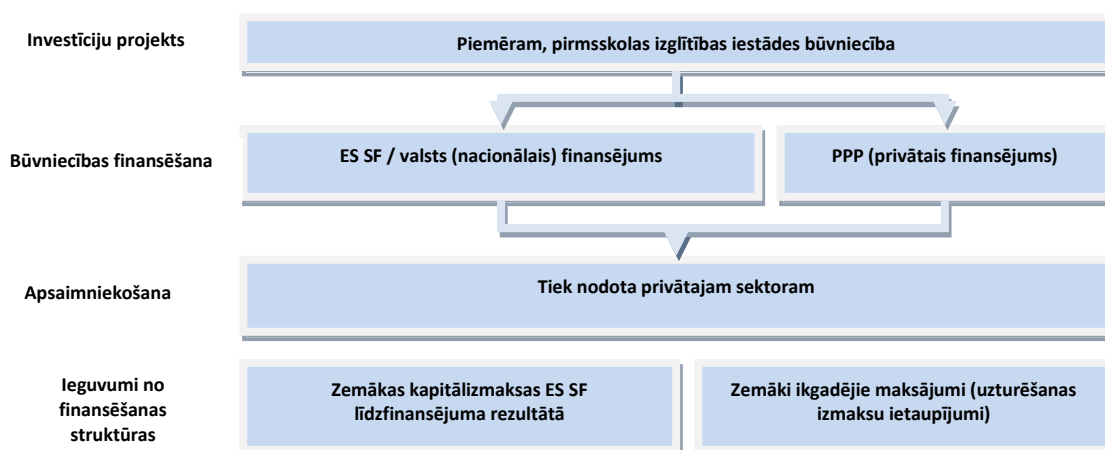 Investīciju projekts
Piemēram, pirmsskolas izglītības iestādes būvniecība
Būvniecības finansēšana
ES SF / valsts (nacionālais) finansējums
PPP (privātais finansējums)
Apsaimniekošana
Tiek nodota privātajam sektoram
Ieguvumi no
finansēšanas
struktūras
Zemākas kapitālizmaksas ES SF
līdzfinansējuma rezultātā
Zemāki ikgadējie maksājumi (uzturēšanas
izmaksu ietaupījumi)